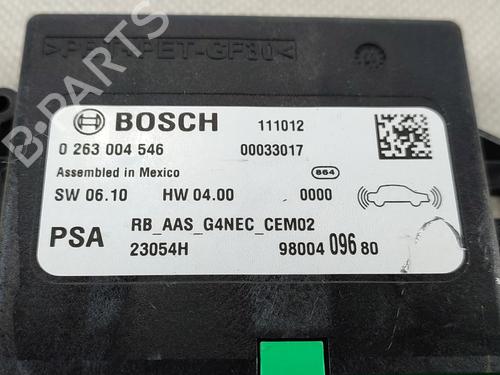 >PBT+PET-GF30<
B-PARTS
BOSCH 111012
0 263 004 546 00033017
Assembled in Mexico 864
SW 06.10 HW 04.00 0000
RB_AAS_G4NEC_CEM02
PSA
23054H 98004 096 80